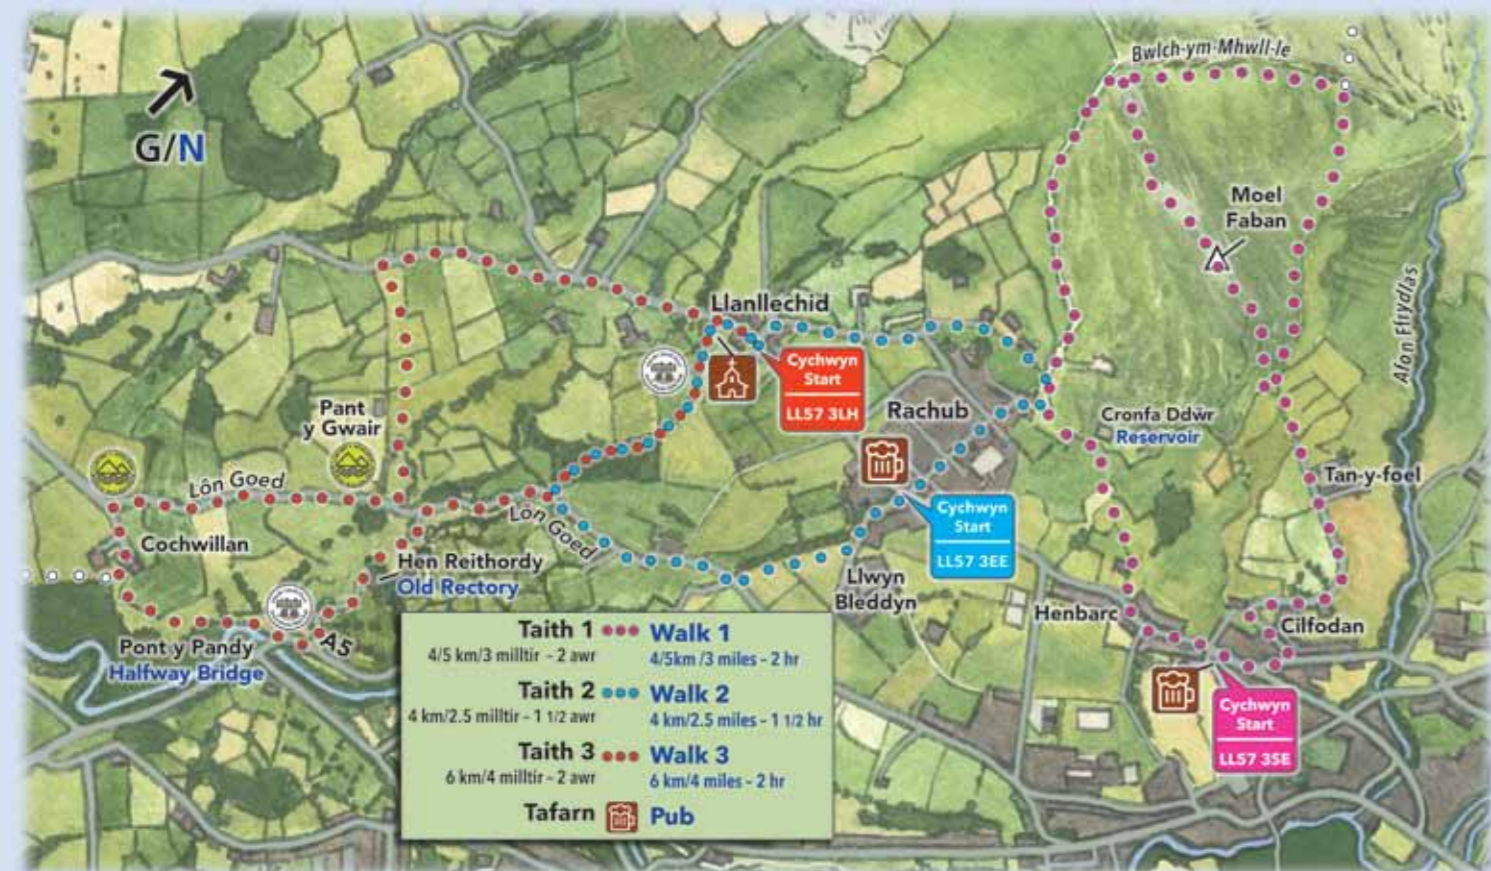 Bwlch-ym-Mhwll-le
G/N
Moel
Faban
Afon Ffrydlas
Llanllechid
Cychwyn
Start
LL57 3LH
Rachub
Cronfa Ddŵr
Reservoir
Pant
y Gwair
Lôn Goed
Tan-y-foel
Lôn Goed
Cychwyn
Start
LL57 3EE
Cochwillan
Hen Reithordy
Old Rectory
Llwyn
Bleddyn
Henbarc
Cilfodan
A5
Pont y Pandy
Halfway Bridge
Cychwyn
Start
LL57 3SE
Taith 1 Walk 1
4/5 km/3 milltir - 2 awr 4/5km /3 miles - 2 hr
Taith 2 Walk 2
4 km/2.5 milltir - 1 1/2 awr 4 km/2.5 miles - 1 1/2 hr
Taith 3 Walk 3
6 km/4 milltir - 2 awr 6 km/4 miles - 2 hr
Tafarn Pub